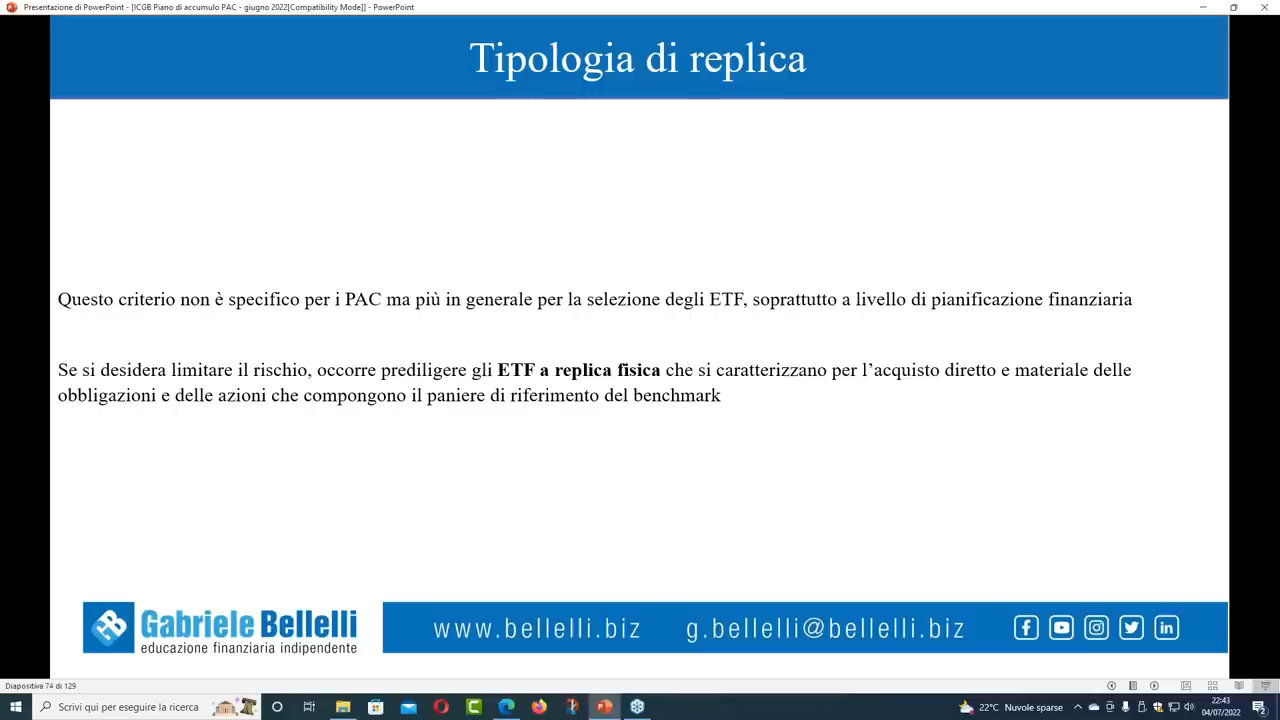 Presentazione di PowerPoint - [ICGB Piano di accumulo PAC - giugno 2022[Compatibility Mode]] - PowerPoint
Tipologia di replica
Questo criterio non è specifico per i PAC ma più in generale per la selezione degli ETF, soprattutto a livello di pianificazione finanziaria
Se si desidera limitare il rischio, occorre prediligere gli ETF a replica fisica che si caratterizzano per l’acquisto diretto e materiale delle
obbligazioni e delle azioni che compongono il paniere di riferimento del benchmark
Gabriele Bellelli
educazione finanziaria indipendente
www.bellelli.biz g.bellelli@bellelli.biz
Diapositiva 74 di 129
Scrivi qui per eseguire la ricerca
22°C Nuvole sparse
22:43
04/07/2022
2